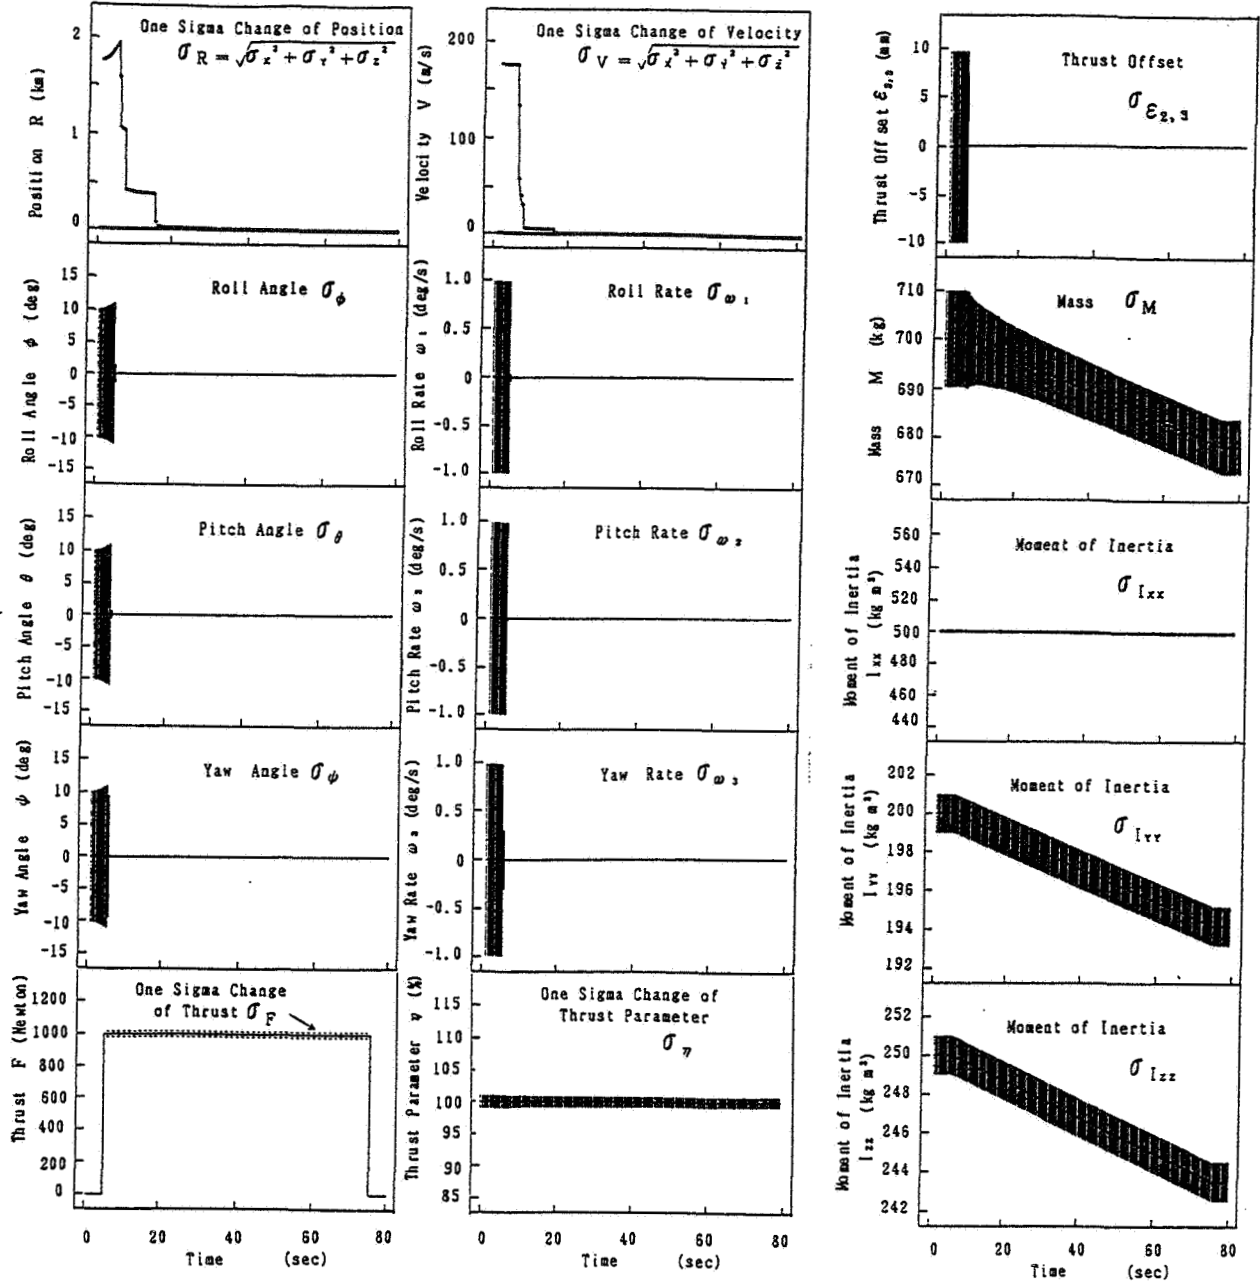 One Sigma Change of Position
σ R = √σx² + σY² + σz²
Position R (km)
2
1
0
One Sigma Change of Velocity
σ V = √σẋ² + σẏ² + σż²
Velocity V (m/s)
200
100
0
Thrust Offset
σ ε2,3
Thrust Offset ε2,3 (mm)
10
5
0
-5
-10
Roll Angle σφ
Roll Angle φ (deg)
15
10
5
0
-5
-10
-15
Roll Rate σω1
Roll Rate ω1 (deg/s)
1.0
0.5
0
-0.5
-1.0
Mass σM
Mass M (kg)
710
700
690
680
670
Pitch Angle σθ
Pitch Angle θ (deg)
15
10
5
0
-5
-10
-15
Pitch Rate σω2
Pitch Rate ω2 (deg/s)
1.0
0.5
0
-0.5
-1.0
Moment of Inertia
σ Ixx
Moment of Inertia
Ixx (kg m²)
560
540
520
500
480
460
440
Yaw Angle σψ
Yaw Angle ψ (deg)
15
10
5
0
-5
-10
-15
Yaw Rate σω3
Yaw Rate ω3 (deg/s)
1.0
0.5
0
-0.5
-1.0
Moment of Inertia
σ IYY
Moment of Inertia
IYY (kg m²)
202
200
198
196
194
192
One Sigma Change
of Thrust σF
Thrust F (Newton)
1200
1000
800
600
400
200
0
0 20 40 60 80
Time (sec)
One Sigma Change of
Thrust Parameter
ση
Thrust Parameter η (%)
115
110
105
100
95
90
85
0 20 40 60 80
Time (sec)
Moment of Inertia
σ Izz
Moment of Inertia
Izz (kg m²)
252
250
248
246
244
242
0 20 40 60 80
Time (sec)